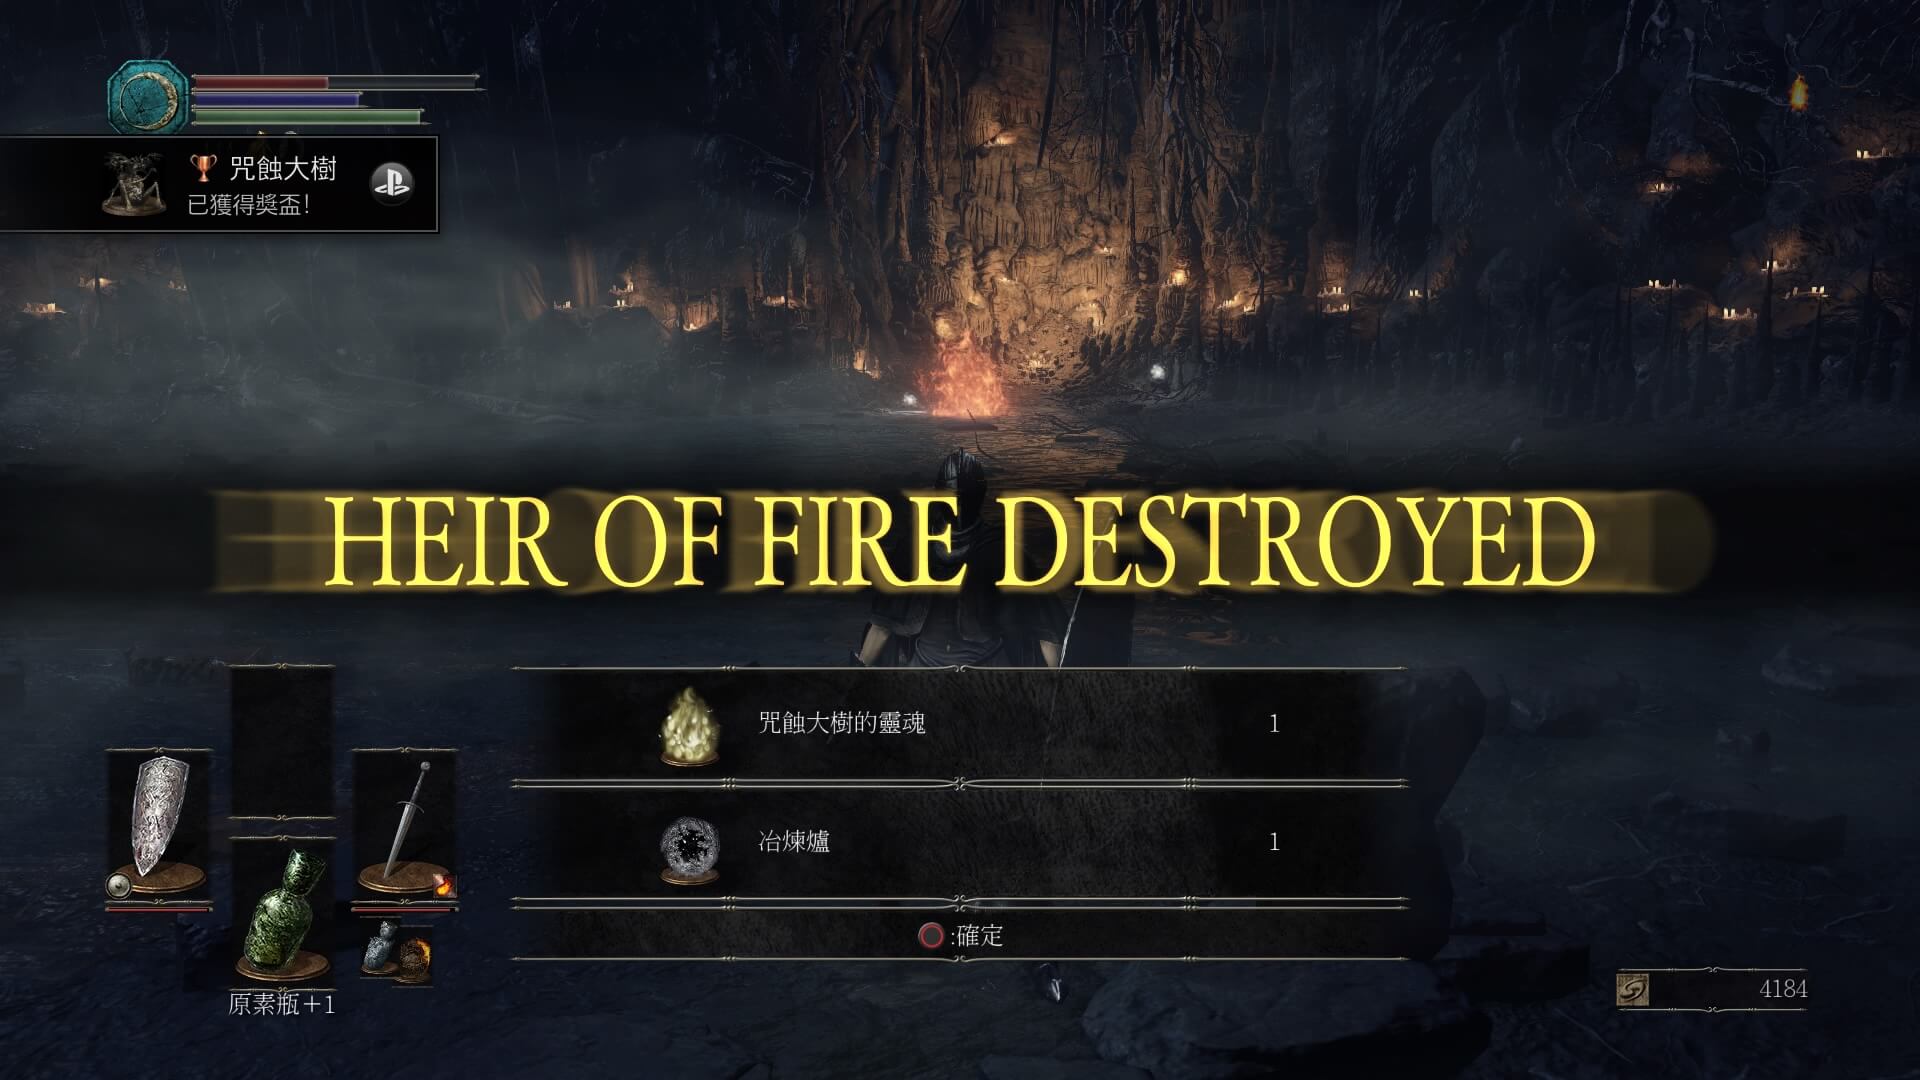 咒蝕大樹
已獲得獎盃!
HEIR OF FIRE DESTROYED
咒蝕大樹的靈魂 1
冶煉爐 1
:確定
原素瓶+1
4184